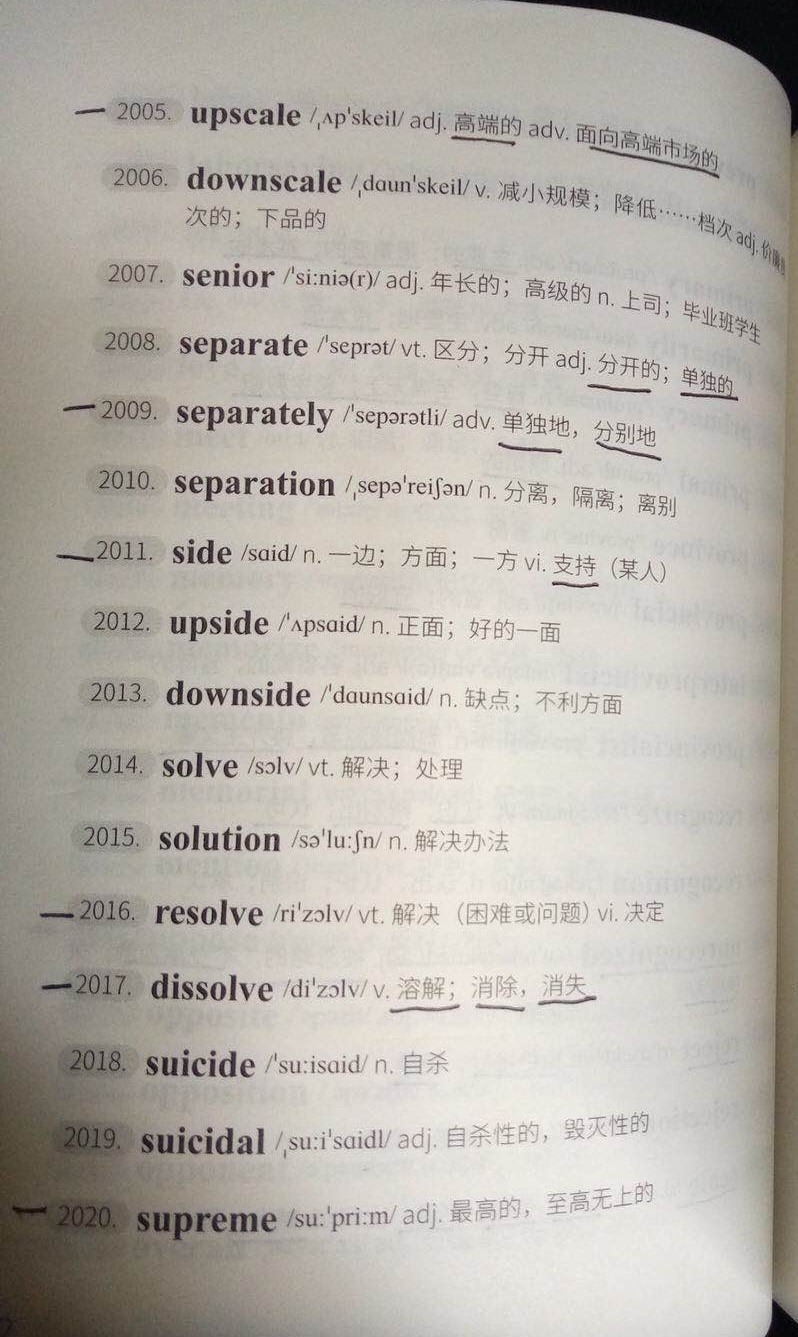 2005. upscale /ˌʌp'skeil/ adj. 高端的 adv. 面向高端市场的
2006. downscale /ˌdɑun'skeil/ v. 减小规模；降低……档次 adj. 价廉
次的；下品的
2007. senior /'si:niə(r)/ adj. 年长的；高级的 n. 上司；毕业班学生
2008. separate /'seprət/ vt. 区分；分开 adj. 分开的；单独的
2009. separately /'sepərətli/ adv. 单独地，分别地
2010. separation /ˌsepə'reiʃən/ n. 分离，隔离；离别
2011. side /sɑid/ n. 一边；方面；一方 vi. 支持（某人）
2012. upside /'ʌpsɑid/ n. 正面；好的一面
2013. downside /'dɑunsɑid/ n. 缺点；不利方面
2014. solve /sɔlv/ vt. 解决；处理
2015. solution /sə'lu:ʃn/ n. 解决办法
2016. resolve /ri'zɔlv/ vt. 解决（困难或问题）vi. 决定
2017. dissolve /di'zɔlv/ v. 溶解；消除，消失
2018. suicide /'su:isɑid/ n. 自杀
2019. suicidal /ˌsu:i'sɑidl/ adj. 自杀性的，毁灭性的
2020. supreme /su:'pri:m/ adj. 最高的，至高无上的